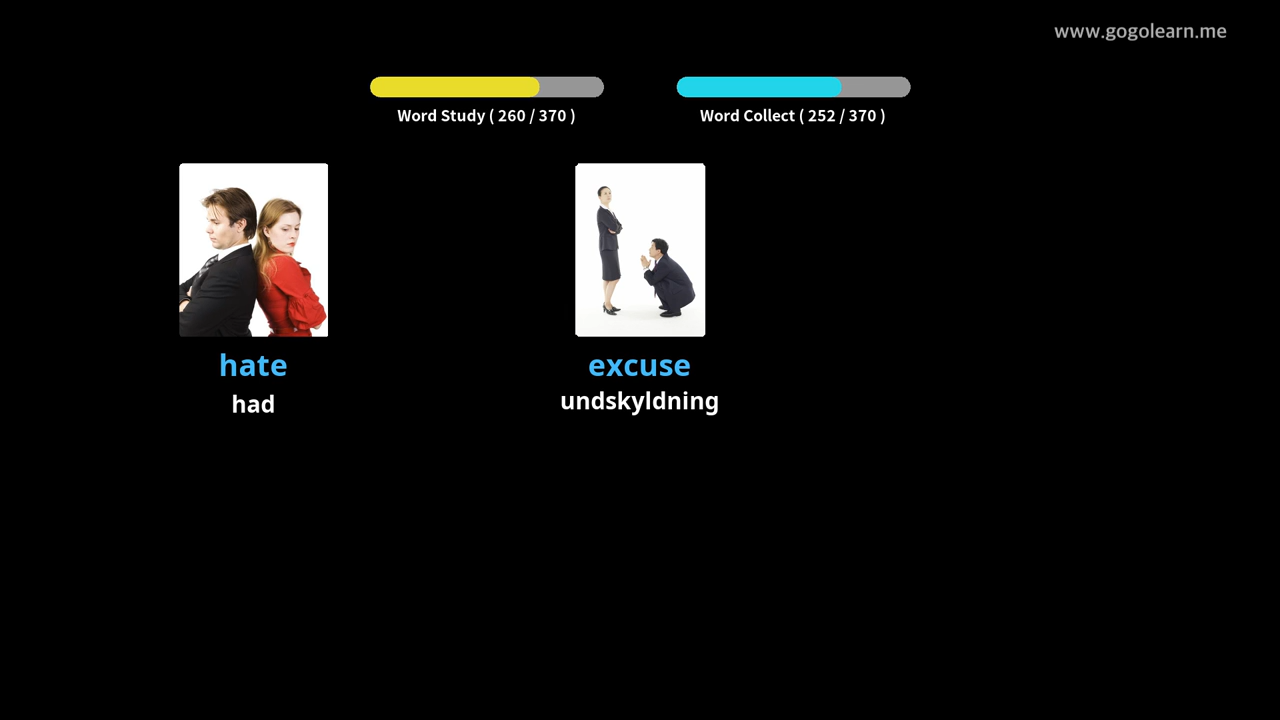 www.gogolearn.me
Word Study ( 260 / 370 )
Word Collect ( 252 / 370 )
hate
had
excuse
undskyldning